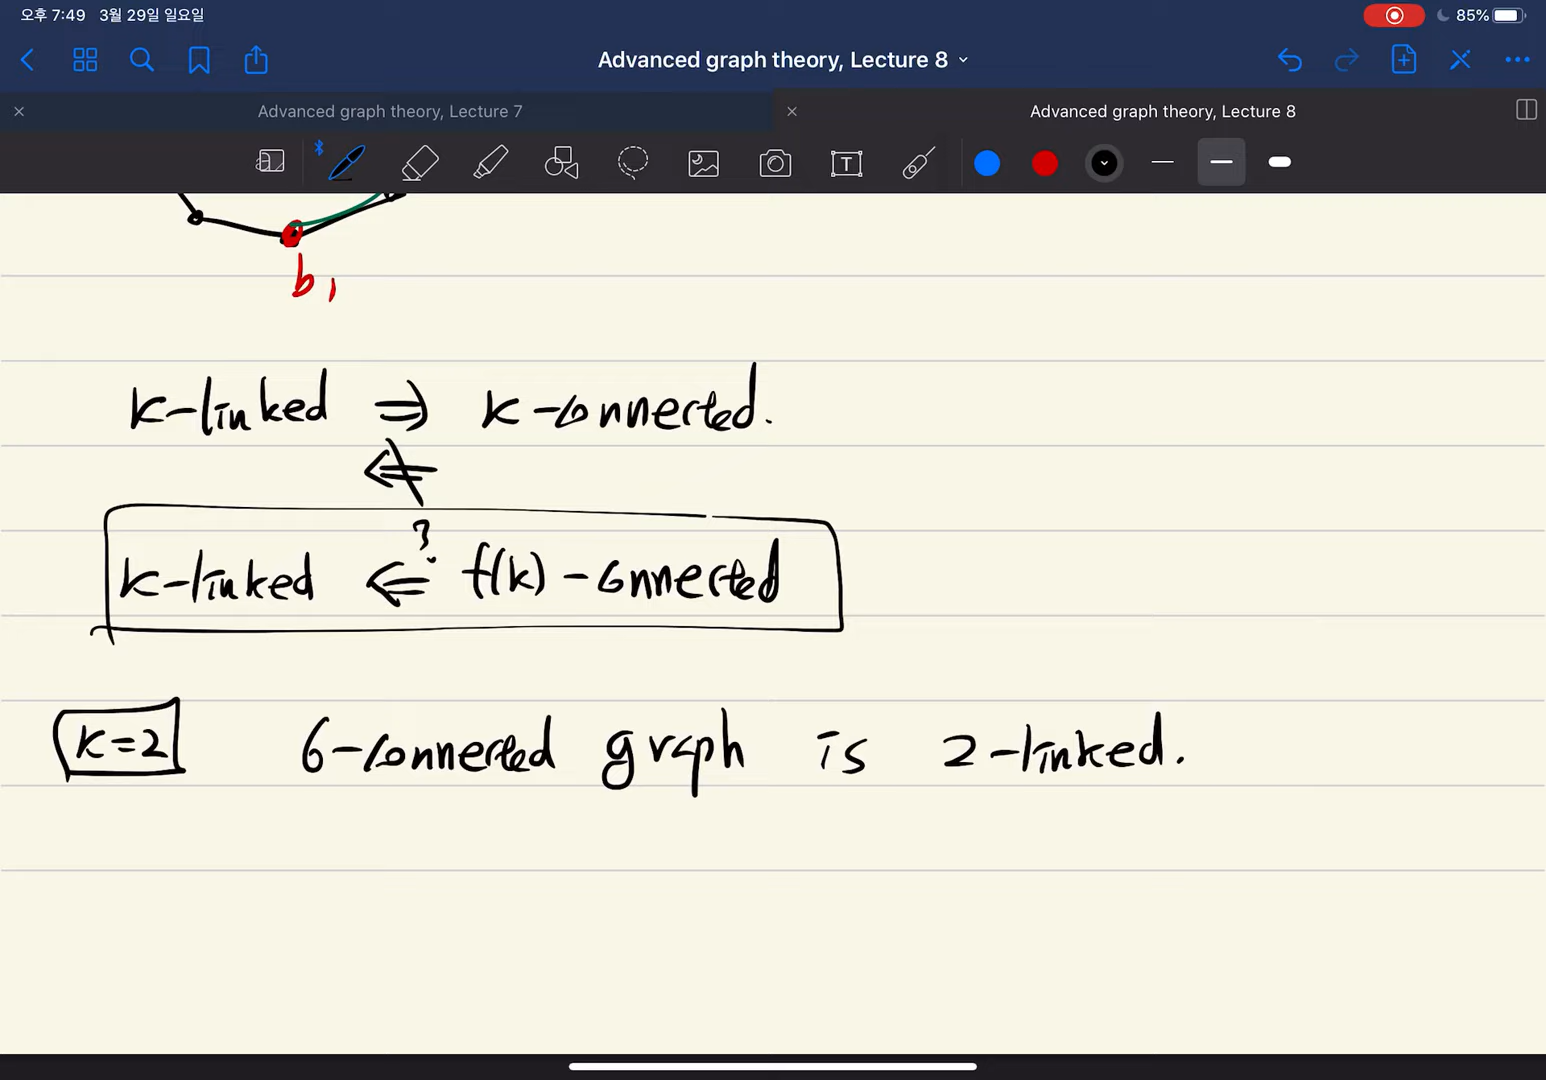 오후 7:49 3월 29일 일요일
85%
Advanced graph theory, Lecture 8
Advanced graph theory, Lecture 7
Advanced graph theory, Lecture 8
a
T
b₁
k-linked ⇒ k-connected.
⇍
?
k-linked ⇐ f(k)-connected
k=2 6-connected graph is 2-linked.